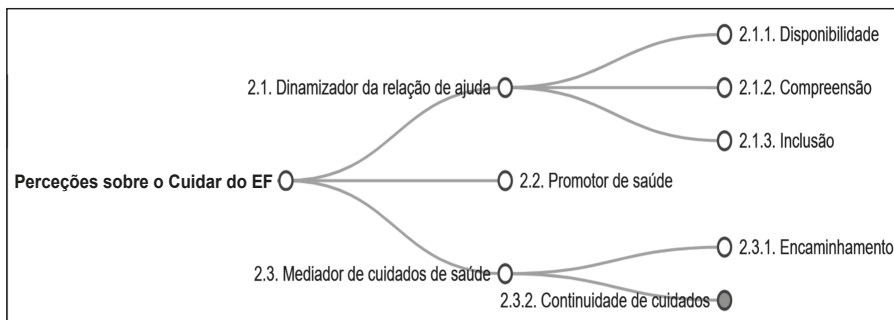 Perceções sobre o Cuidar do EF
2.1. Dinamizador da relação de ajuda
2.1.1. Disponibilidade
2.1.2. Compreensão
2.1.3. Inclusão
2.2. Promotor de saúde
2.3. Mediador de cuidados de saúde
2.3.1. Encaminhamento
2.3.2. Continuidade de cuidados